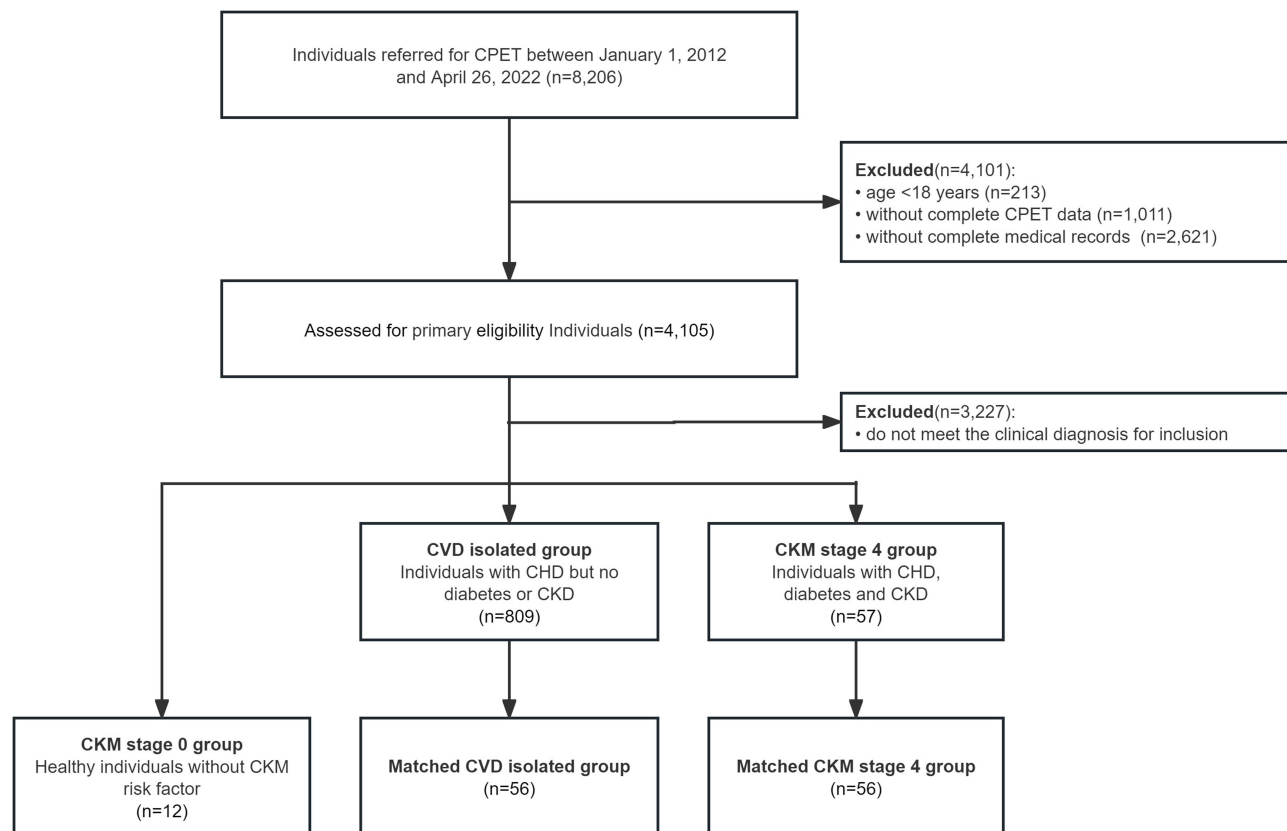 Individuals referred for CPET between January 1, 2012
and April 26, 2022 (n=8,206)
Excluded(n=4,101):
• age <18 years (n=213)
• without complete CPET data (n=1,011)
• without complete medical records (n=2,621)
Assessed for primary eligibility Individuals (n=4,105)
Excluded(n=3,227):
• do not meet the clinical diagnosis for inclusion
CVD isolated group
Individuals with CHD but no
diabetes or CKD
(n=809)
CKM stage 4 group
Individuals with CHD,
diabetes and CKD
(n=57)
CKM stage 0 group
Healthy individuals without CKM
risk factor
(n=12)
Matched CVD isolated group
(n=56)
Matched CKM stage 4 group
(n=56)